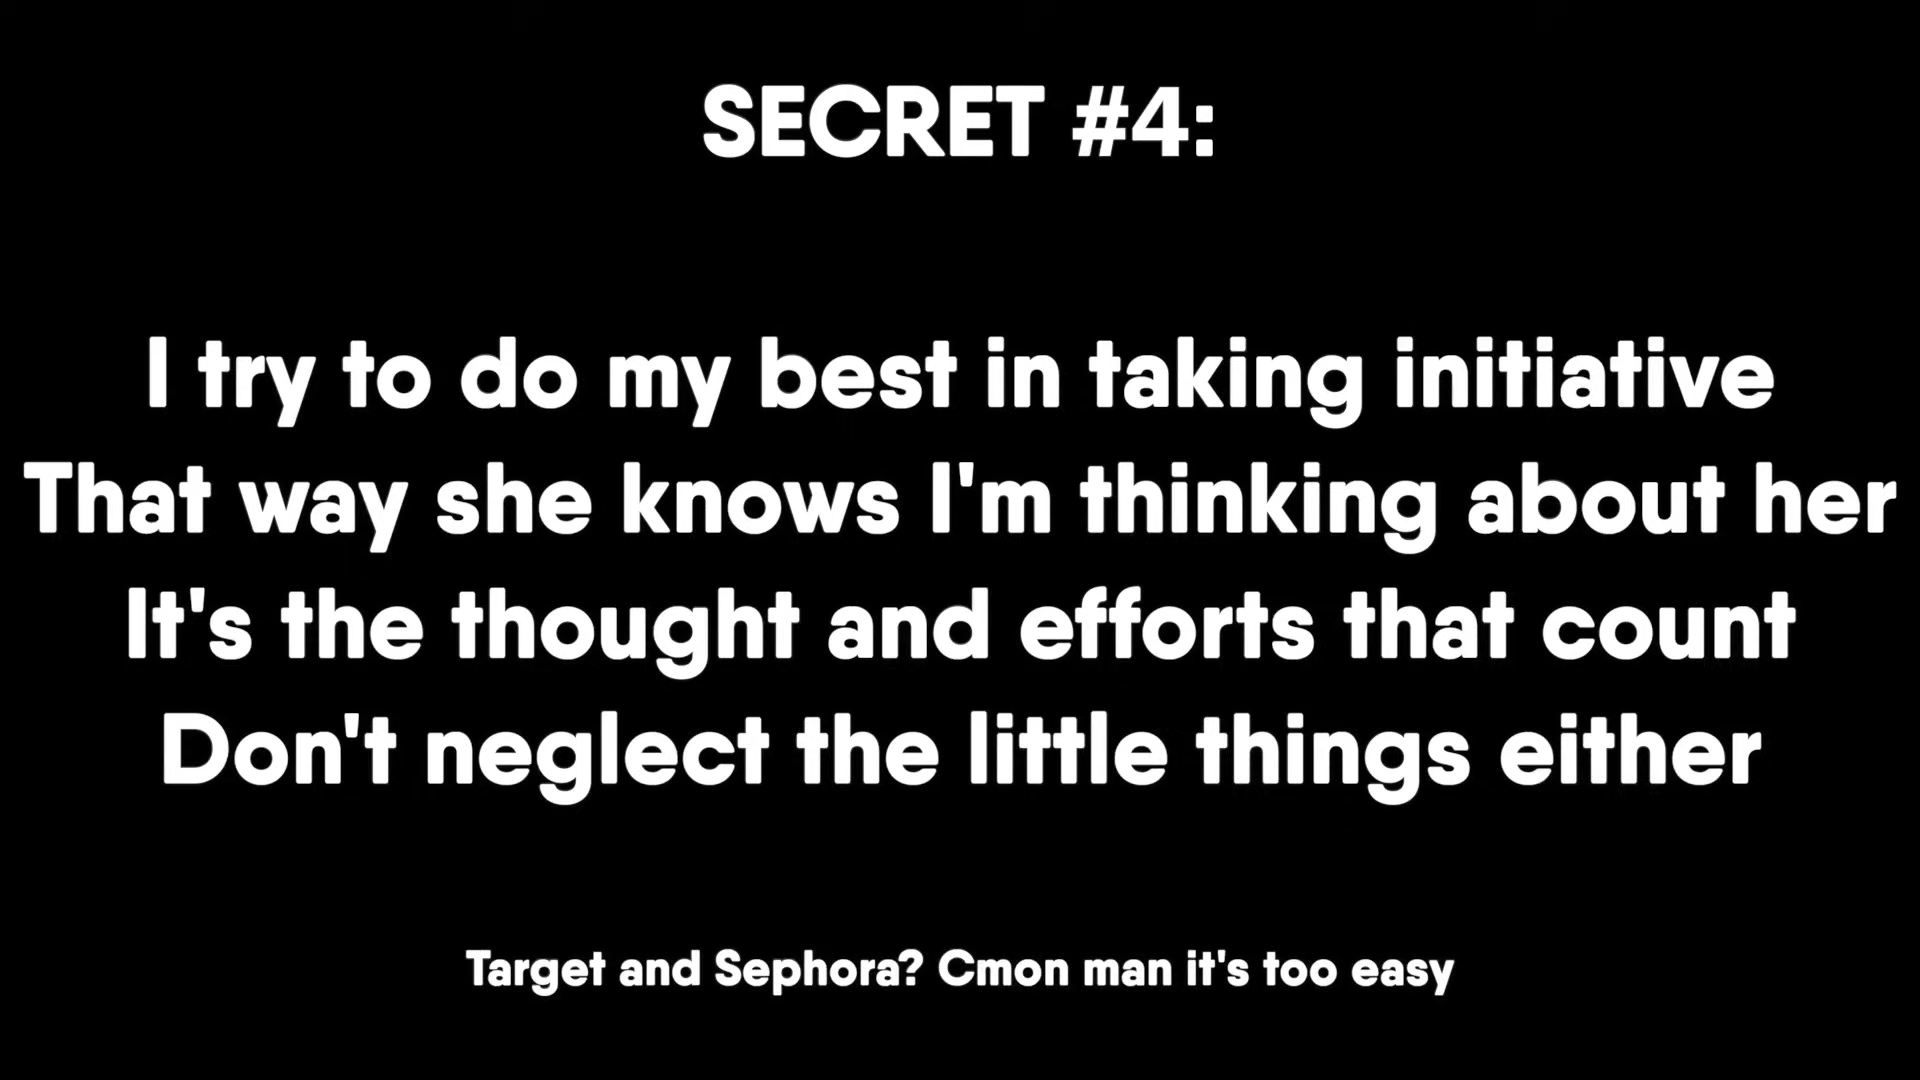 SECRET #4:
I try to do my best in taking initiative
That way she knows I'm thinking about her
It's the thought and efforts that count
Don't neglect the little things either
Target and Sephora? Cmon man it's too easy